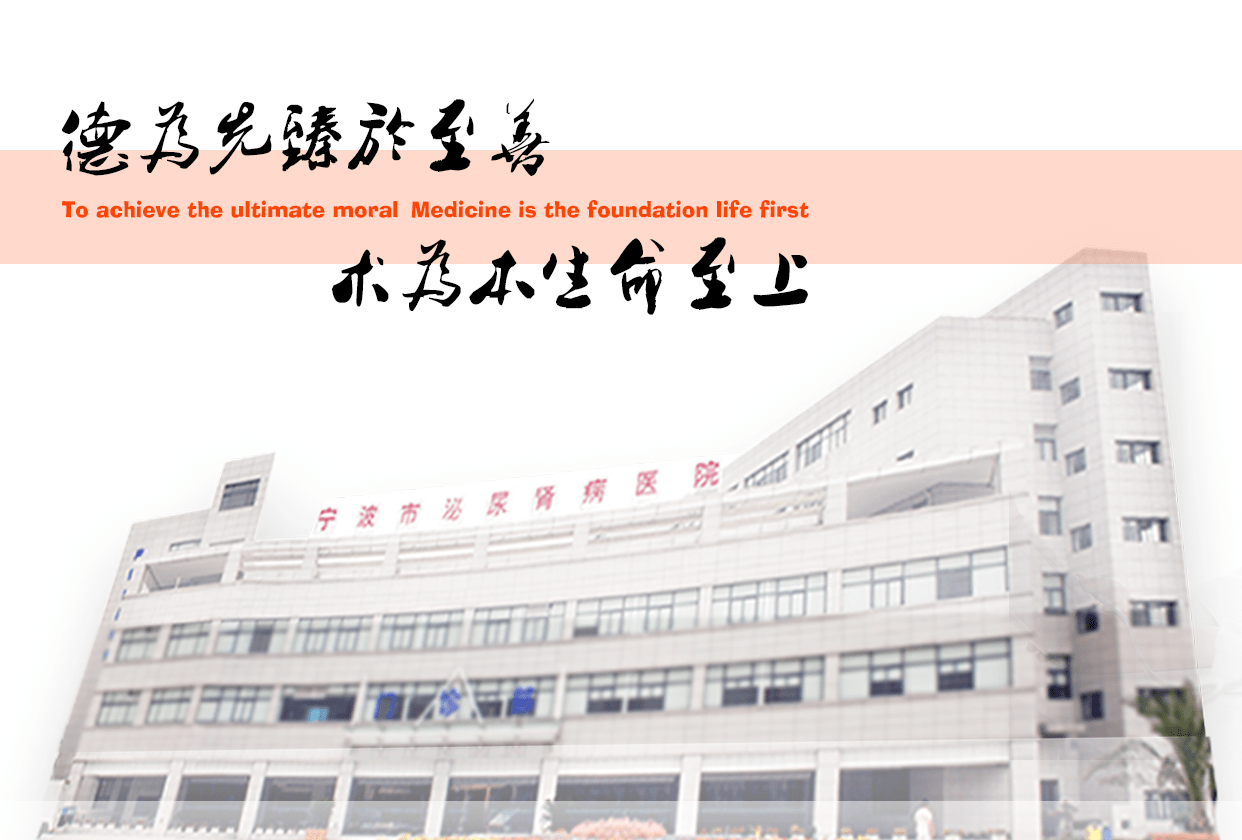 德為先臻於至善
To achieve the ultimate moral Medicine is the foundation life first
术為本生命至上
宁波市泌尿肾病医院
门诊部